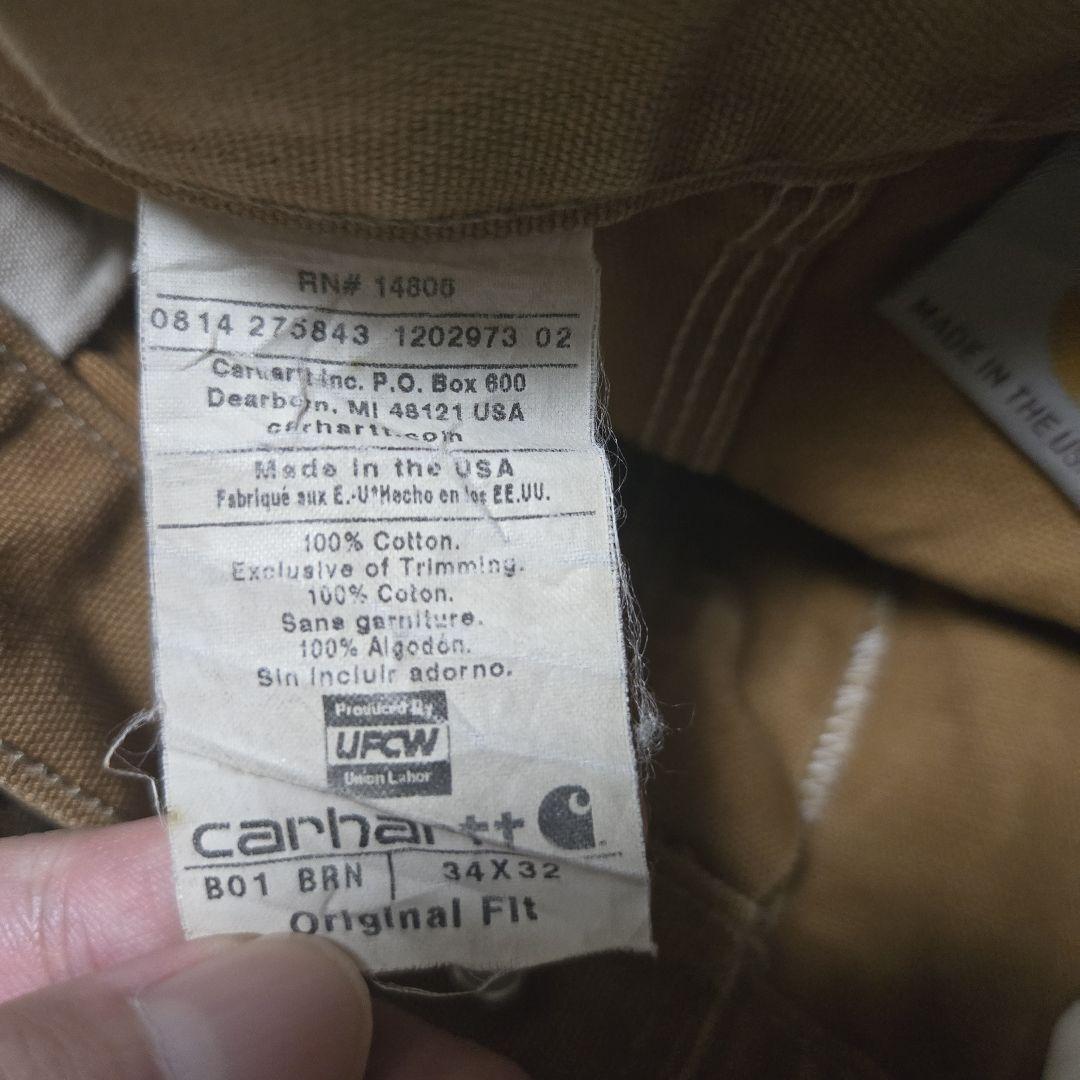 RN# 14806
0814 275843 1202973 02
Carhartt Inc. P.O. Box 600
Dearborn, MI 48121 USA
carhartt.com
Made in the USA
Fabriqué aux E.-U*Hecho en los EE.UU.
100% Cotton.
Exclusive of Trimming.
100% Coton.
Sans garniture.
100% Algodón.
Sin incluir adorno.
Produced By
UFCW
Union Labor
carhartt
B01 BRN 34X32
Original Fit
MADE IN THE US